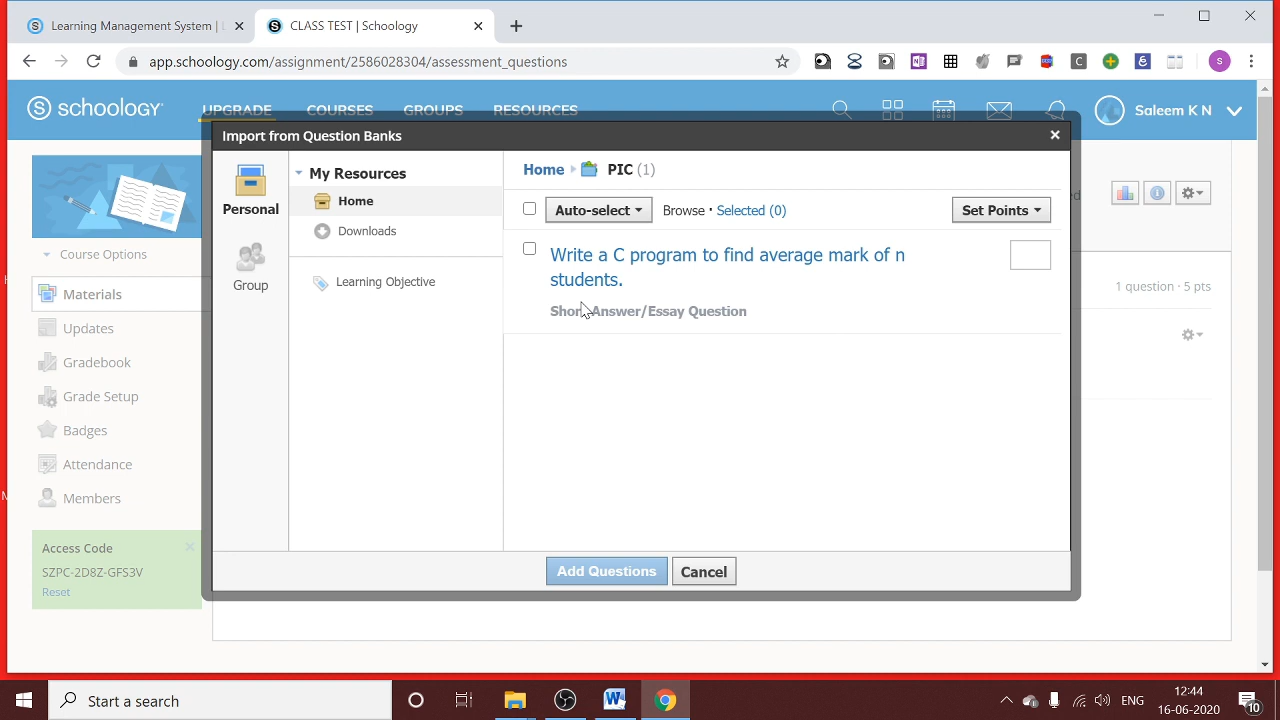 Learning Management System | L
CLASS TEST | Schoology
app.schoology.com/assignment/2586028304/assessment_questions
schoology
UPGRADE
COURSES
GROUPS
RESOURCES
Saleem K N
Import from Question Banks
Personal
Group
My Resources
Home
Downloads
Learning Objective
Home PIC (1)
Auto-select
Browse · Selected (0)
Set Points
Write a C program to find average mark of n
students.
Short Answer/Essay Question
Add Questions
Cancel
Course Options
Materials
Updates
Gradebook
Grade Setup
Badges
Attendance
Members
Access Code
SZPC-2D8Z-GFS3V
Reset
1 question · 5 pts
Start a search
ENG
12:44
16-06-2020
10